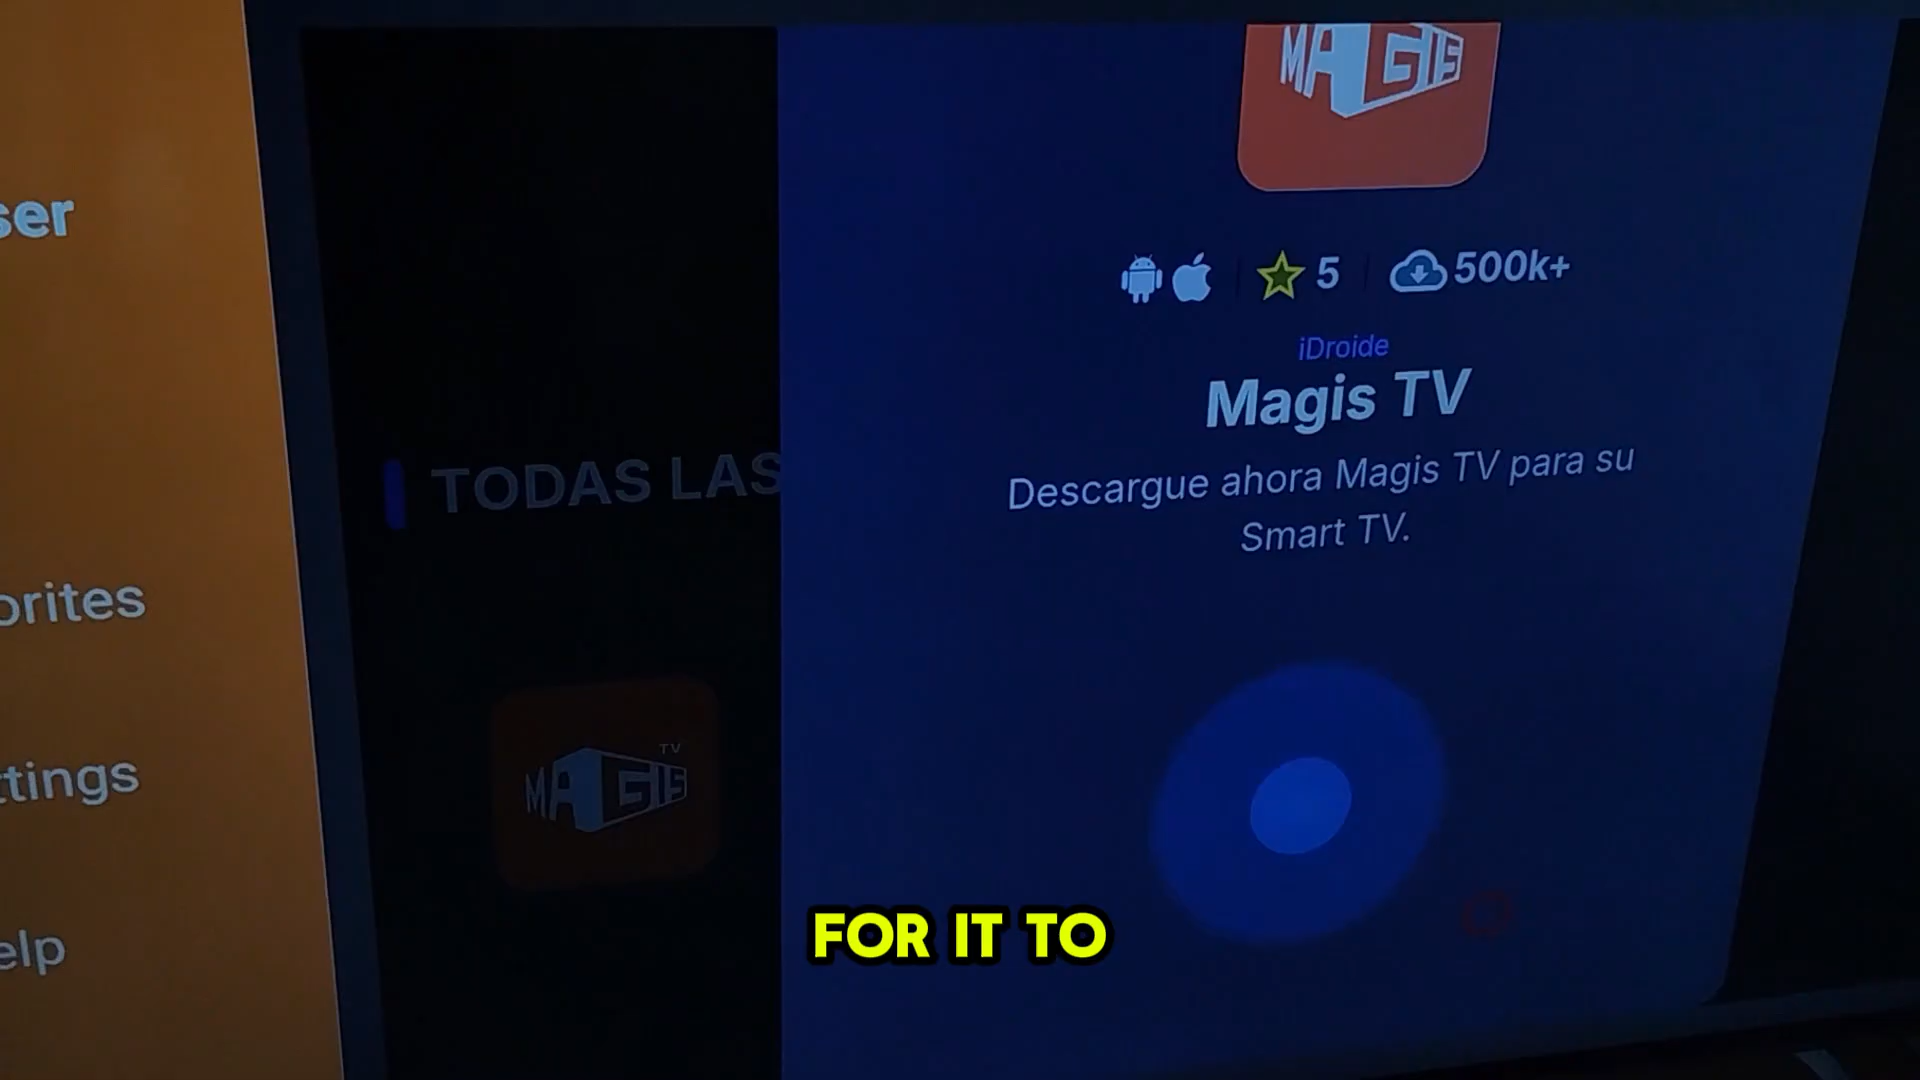 ser
orites
ttings
elp
TODAS LAS
MAGIS
TV
MAGIS
5
500k+
iDroide
Magis TV
Descargue ahora Magis TV para su
Smart TV.
FOR IT TO